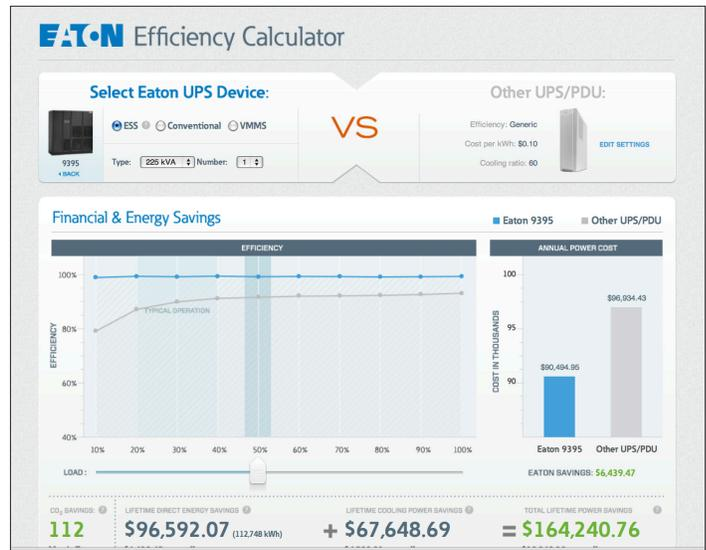 EATON Efficiency Calculator
Select Eaton UPS Device:
ESS Conventional VMMS
9395
BACK
Type: 225 kVA Number: 1
VS
Other UPS/PDU:
Efficiency: Generic
Cost per kWh: $0.10
Cooling ratio: 60
EDIT SETTINGS
Financial & Energy Savings
Eaton 9395 Other UPS/PDU
EFFICIENCY
100%
80%
60%
40%
EFFICIENCY
TYPICAL OPERATION
10% 20% 30% 40% 50% 60% 70% 80% 90% 100%
LOAD:
ANNUAL POWER COST
100
95
90
COST IN THOUSANDS
$96,934.43
$90,494.95
Eaton 9395 Other UPS/PDU
EATON SAVINGS: $6,439.47
CO2 SAVINGS: ?
112
LIFETIME DIRECT ENERGY SAVINGS ?
$96,592.07 (112,748 kWh)
+
LIFETIME COOLING POWER SAVINGS ?
$67,648.69
=
TOTAL LIFETIME POWER SAVINGS ?
$164,240.76